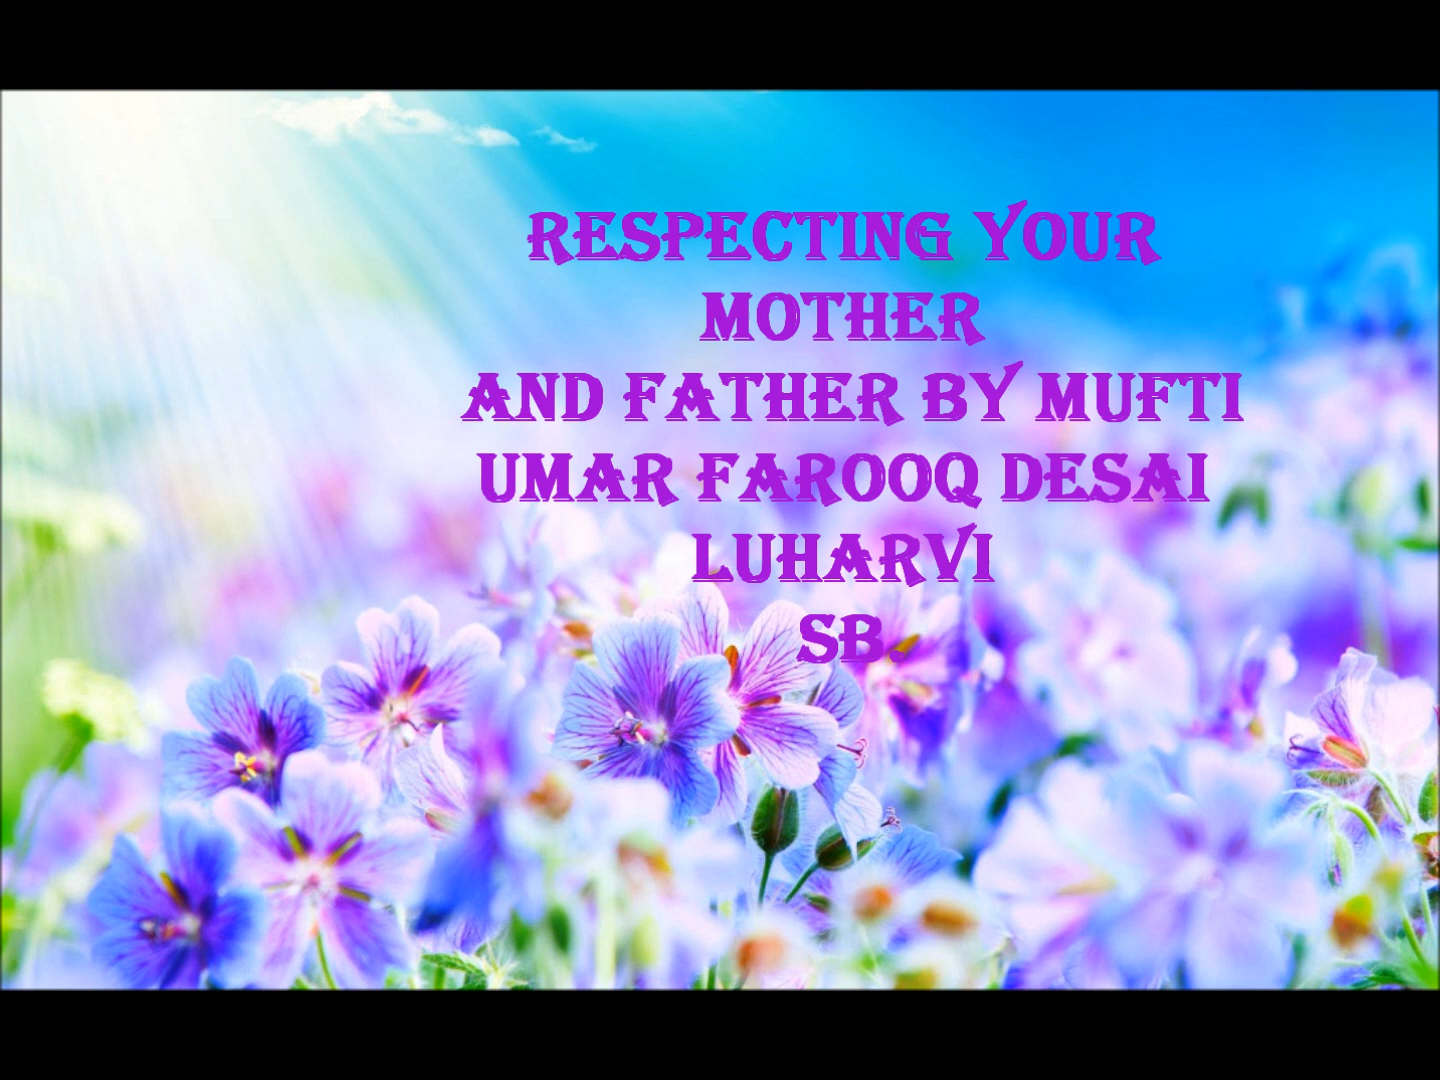 RESPECTING YOUR
MOTHER
AND FATHER BY MUFTI
UMAR FAROOQ DESAI
LUHARVI
SB.